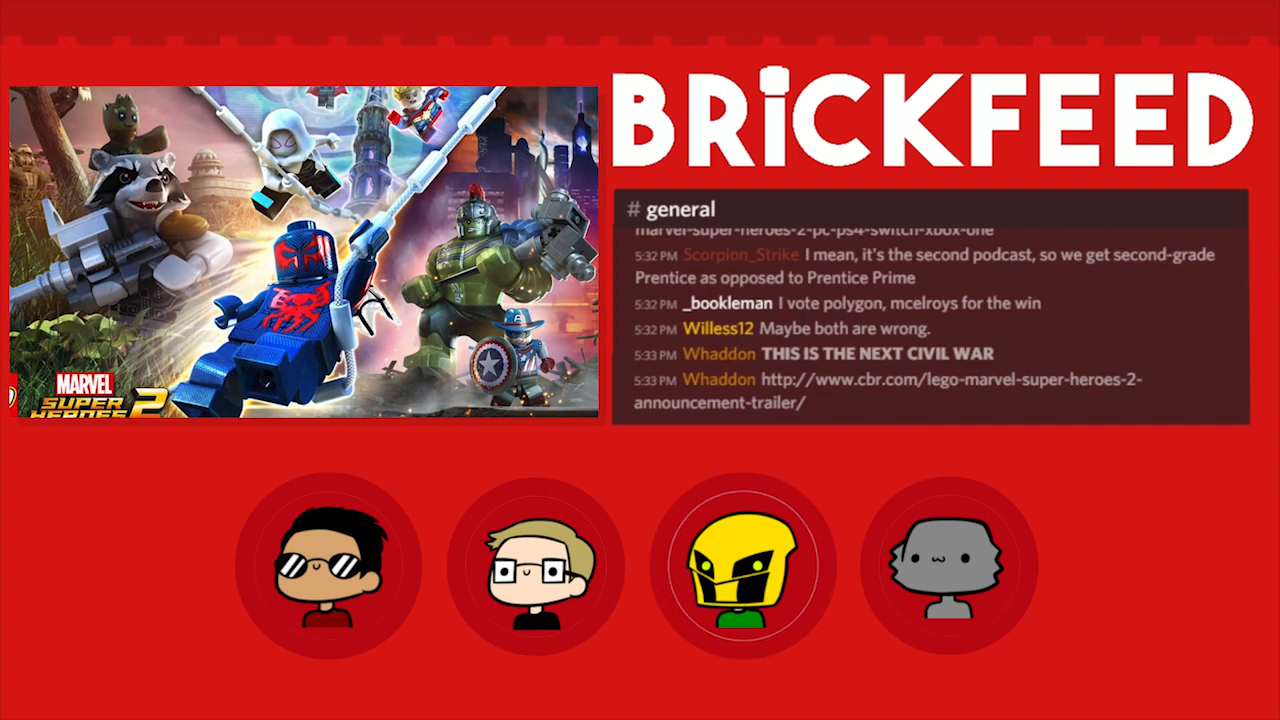 BRiCKFEED
# general
marvel-super-heroes-2-pc-ps4-switch-xbox-one
5:32 PM Scorpion_Strike I mean, it's the second podcast, so we get second-grade
Prentice as opposed to Prentice Prime
5:32 PM _bookleman I vote polygon, mcelroys for the win
5:32 PM Willess12 Maybe both are wrong.
5:33 PM Whaddon THIS IS THE NEXT CIVIL WAR
5:33 PM Whaddon http://www.cbr.com/lego-marvel-super-heroes-2-
announcement-trailer/
MARVEL
SUPER
HEROES 2